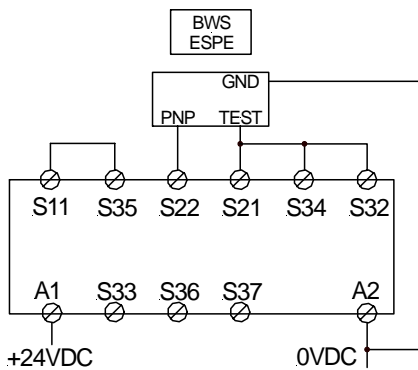 BWS
ESPE
GND
PNP TEST
S11 S35 S22 S21 S34 S32
A1 S33 S36 S37 A2
+24VDC 0VDC